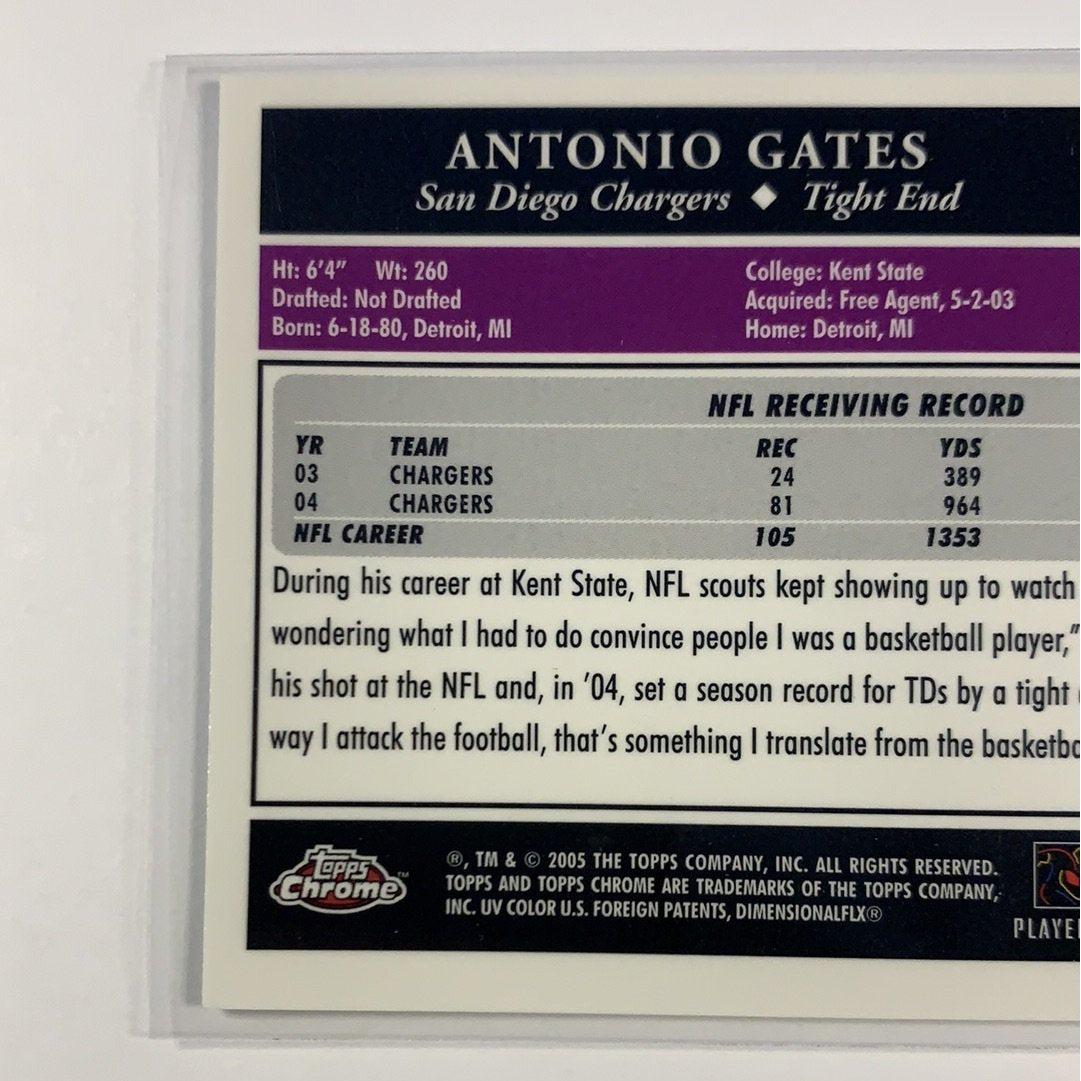 ANTONIO GATES
San Diego Chargers ◆ Tight End
Ht: 6'4" Wt: 260
Drafted: Not Drafted
Born: 6-18-80, Detroit, MI
College: Kent State
Acquired: Free Agent, 5-2-03
Home: Detroit, MI
NFL RECEIVING RECORD
YR TEAM REC YDS
03 CHARGERS 24 389
04 CHARGERS 81 964
NFL CAREER 105 1353
During his career at Kent State, NFL scouts kept showing up to watch
wondering what I had to do convince people I was a basketball player,"
his shot at the NFL and, in '04, set a season record for TDs by a tight
way I attack the football, that's something I translate from the
Topps
Chrome™
®, TM & © 2005 THE TOPPS COMPANY, INC. ALL RIGHTS RESERVED.
TOPPS AND TOPPS CHROME ARE TRADEMARKS OF THE TOPPS COMPANY,
INC. UV COLOR U.S. FOREIGN PATENTS, DIMENSIONALFLX®